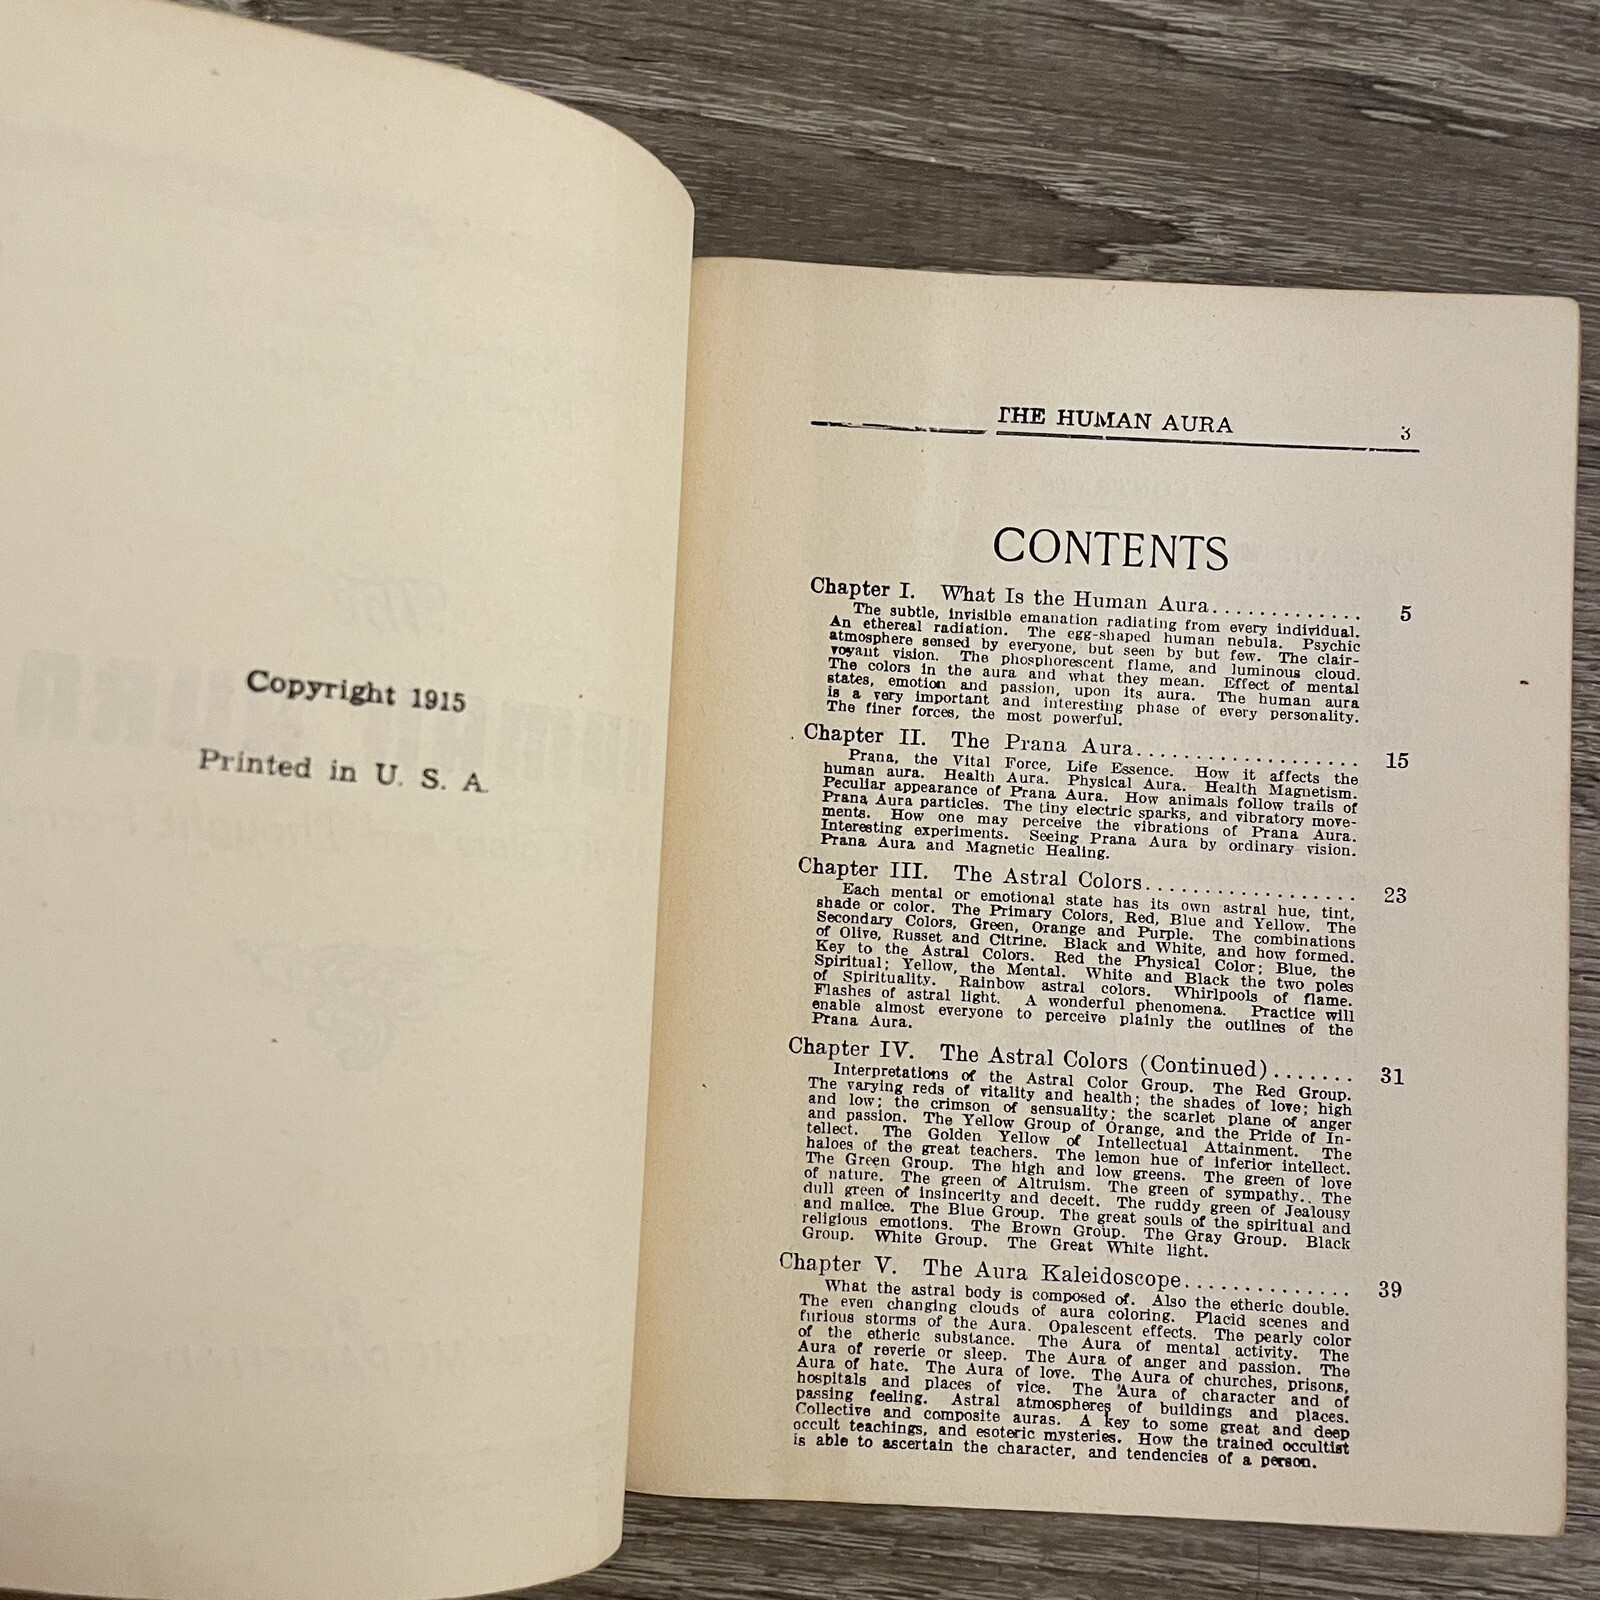 Copyright 1915
Printed in U. S. A.
THE HUMAN AURA 3
CONTENTS
Chapter I. What Is the Human Aura............. 5
The subtle, invisible emanation radiating from every individual.
An ethereal radiation. The egg-shaped human nebula. Psychic
atmosphere sensed by everyone, but seen by but few. The clair-
voyant vision. The phosphorescent flame, and luminous cloud.
The colors in the aura and what they mean. Effect of mental
states, emotion and passion, upon its aura. The human aura
is a very important and interesting phase of every personality.
The finer forces, the most powerful.
Chapter II. The Prana Aura................... 15
Prana, the Vital Force, Life Essence. How it affects the
human aura. Health Aura. Physical Aura. Health Magnetism.
Peculiar appearance of Prana Aura. How animals follow trails of
Prana Aura particles. The tiny electric sparks, and vibratory move-
ments. How one may perceive the vibrations of Prana Aura.
Interesting experiments. Seeing Prana Aura by ordinary vision.
Prana Aura and Magnetic Healing.
Chapter III. The Astral Colors.................. 23
Each mental or emotional state has its own astral hue, tint,
shade or color. The Primary Colors, Red, Blue and Yellow. The
Secondary Colors, Green, Orange and Purple. The combinations
of Olive, Russet and Citrine. Black and White, and how formed.
Key to the Astral Colors. Red the Physical Color; Blue, the
Spiritual; Yellow, the Mental. White and Black the two poles
of Spirituality. Rainbow astral colors. Whirlpools of flame.
Flashes of astral light. A wonderful phenomena. Practice will
enable almost everyone to perceive plainly the outlines of the
Prana Aura.
Chapter IV. The Astral Colors (Continued)....... 31
Interpretations of the Astral Color Group. The Red Group.
The varying reds of vitality and health; the shades of love; high
and low; the crimson of sensuality; the scarlet plane of anger
and passion. The Yellow Group of Orange, and the Pride of In-
tellect. The Golden Yellow of Intellectual Attainment. The
haloes of the great teachers. The lemon hue of inferior intellect.
The Green Group. The high and low greens. The green of love
of nature. The green of Altruism. The green of sympathy.. The
dull green of insincerity and deceit. The ruddy green of Jealousy
and malice. The Blue Group. The great souls of the spiritual and
religious emotions. The Brown Group. The Gray Group. Black
Group. White Group. The Great White light.
Chapter V. The Aura Kaleidoscope.............. 39
What the astral body is composed of. Also the etheric double.
The even changing clouds of aura coloring. Placid scenes and
furious storms of the Aura. Opalescent effects. The pearly color
of the etheric substance. The Aura of mental activity. The
Aura of reverie or sleep. The Aura of anger and passion. The
Aura of hate. The Aura of love. The Aura of churches, prisons,
hospitals and places of vice. The Aura of character and of
passing feeling. Astral atmospheres of buildings and places.
Collective and composite auras. A key to some great and deep
occult teachings, and esoteric mysteries. How the trained occultist
is able to ascertain the character, and tendencies of a person.